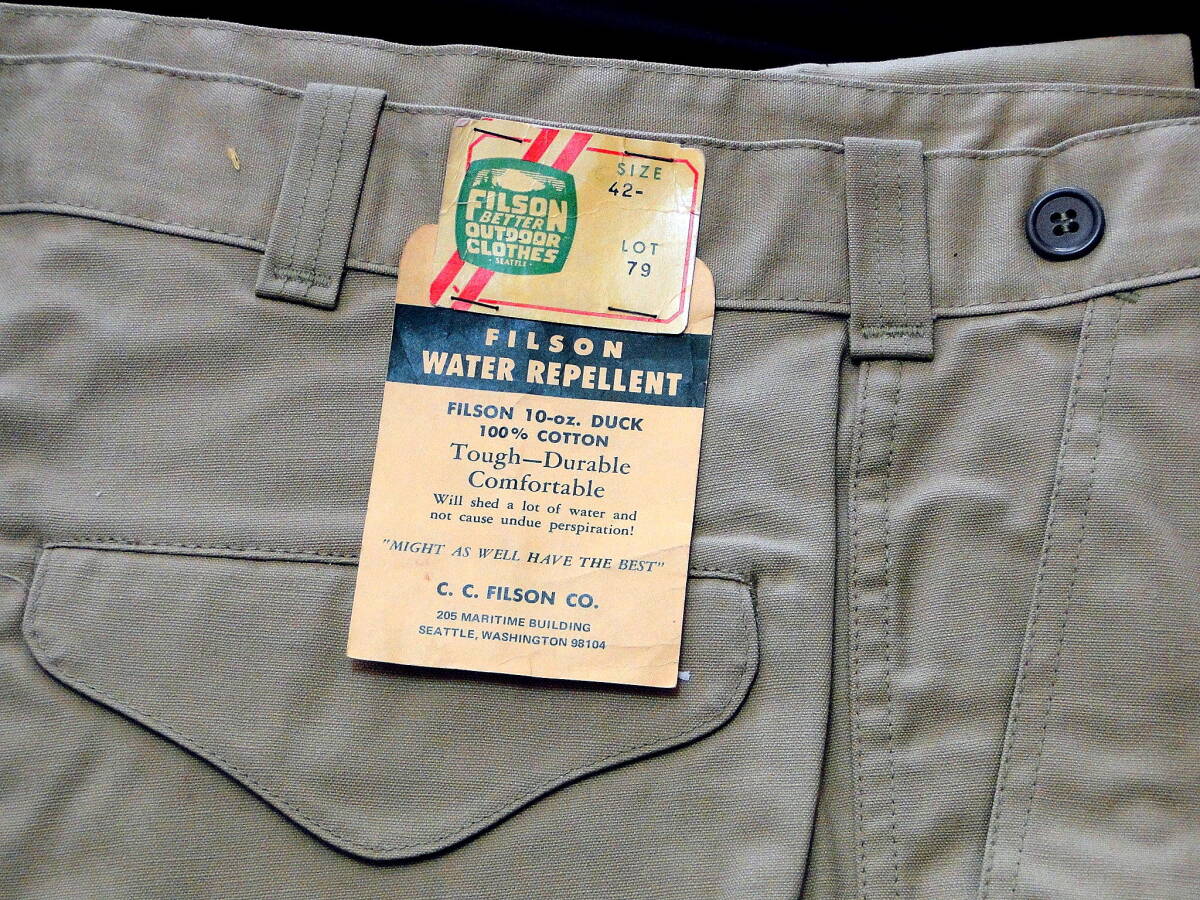 FILSON
BETTER
OUTDOOR
CLOTHES
· SEATTLE ·
SIZE
42-
LOT
79
FILSON
WATER REPELLENT
FILSON 10-oz. DUCK
100% COTTON
Tough—Durable
Comfortable
Will shed a lot of water and
not cause undue perspiration!
"MIGHT AS WELL HAVE THE BEST"
C. C. FILSON CO.
205 MARITIME BUILDING
SEATTLE, WASHINGTON 98104